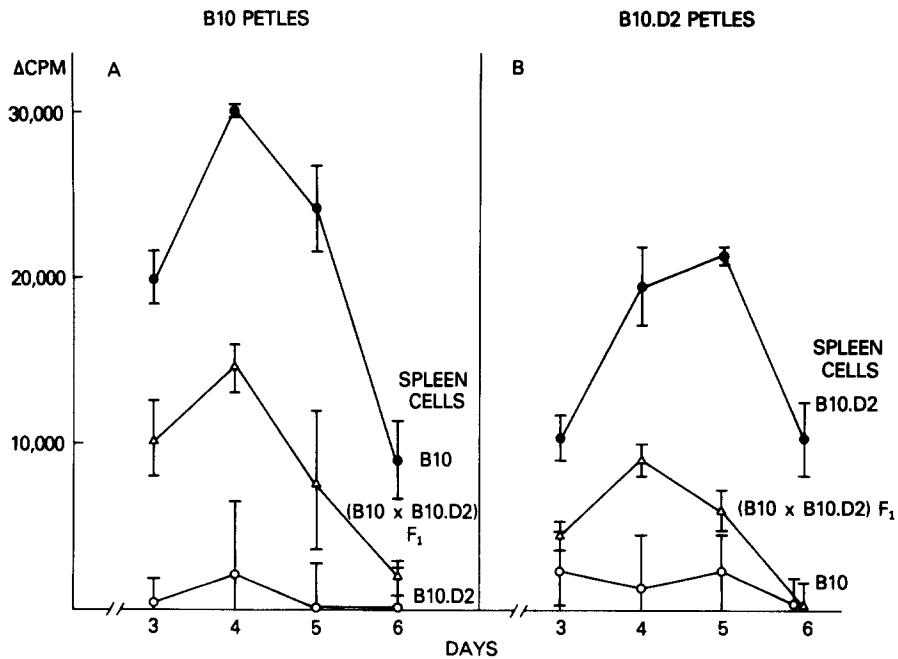 B10 PETLES
B10.D2 PETLES
ΔCPM
A
B
30,000
20,000
10,000
SPLEEN
CELLS
B10
(B10 x B10.D2)
F₁
B10.D2
SPLEEN
CELLS
B10.D2
(B10 x B10.D2) F₁
B10
3
4
5
6
3
4
5
6
DAYS